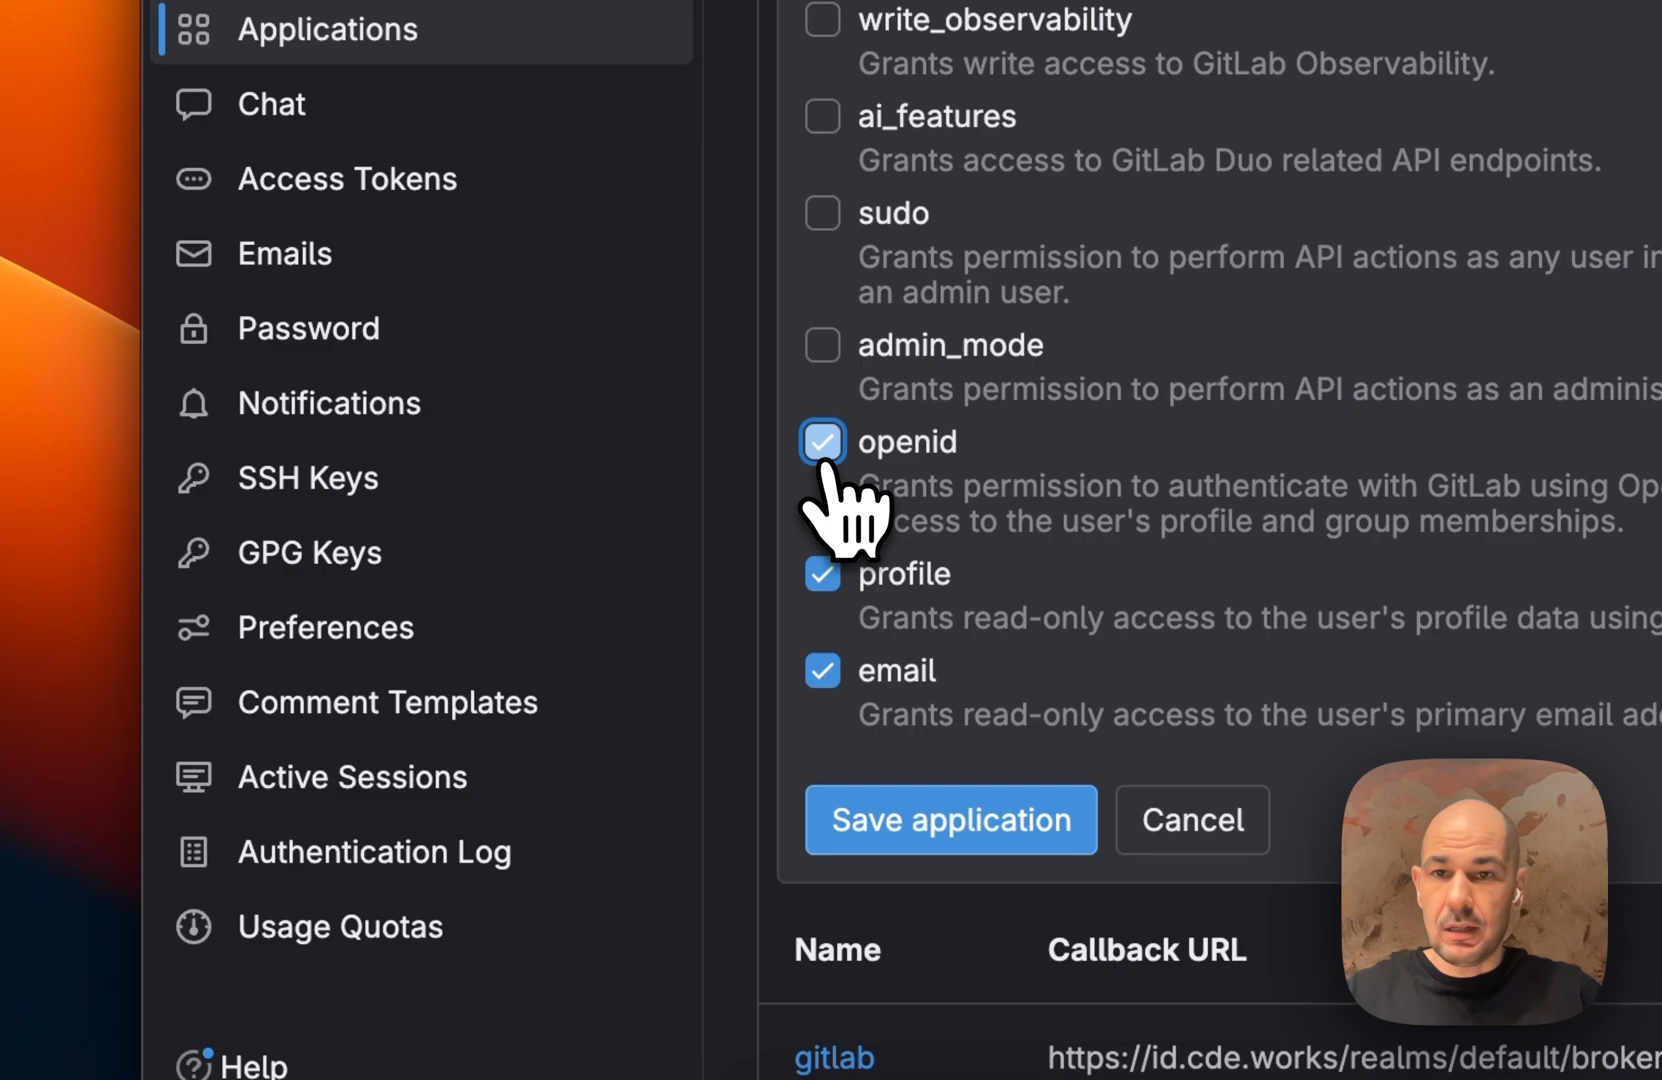 Applications
Chat
Access Tokens
Emails
Password
Notifications
SSH Keys
GPG Keys
Preferences
Comment Templates
Active Sessions
Authentication Log
Usage Quotas
Help
write_observability
Grants write access to GitLab Observability.
ai_features
Grants access to GitLab Duo related API endpoints.
sudo
Grants permission to perform API actions as any user in
an admin user.
admin_mode
Grants permission to perform API actions as an adminis
openid
Grants permission to authenticate with GitLab using Op
cess to the user's profile and group memberships.
profile
Grants read-only access to the user's profile data using
email
Grants read-only access to the user's primary email ad
Save application
Cancel
Name
Callback URL
gitlab
https://id.cde.works/realms/default/broker